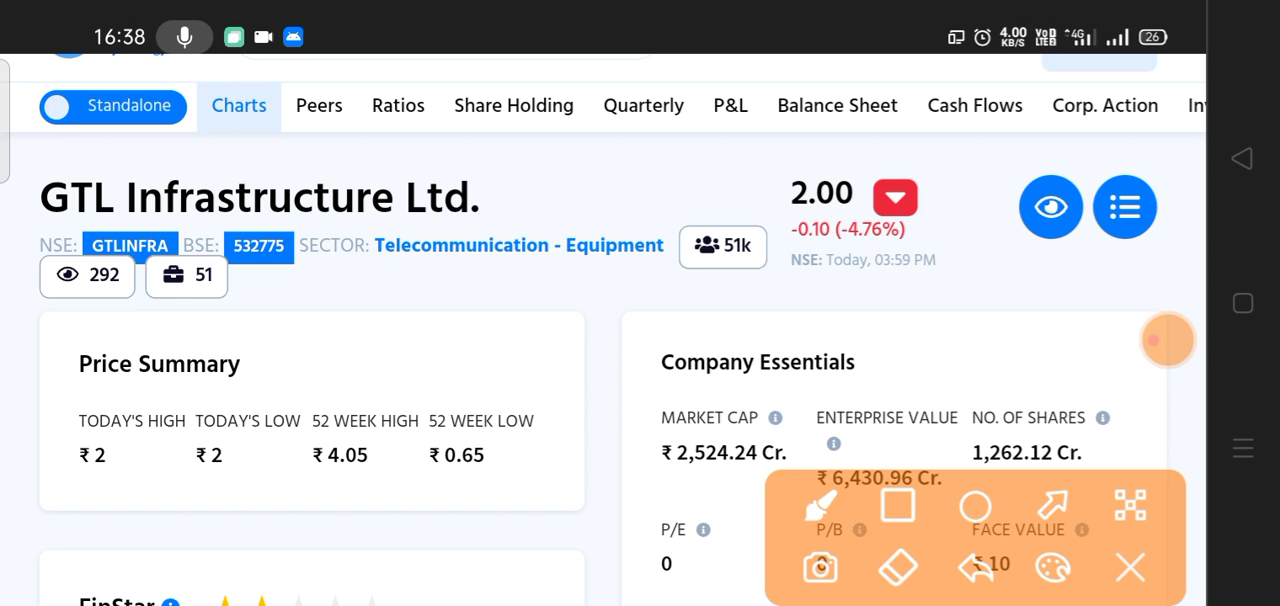 16:38 4.00 KB/S VoD LTE2 4G 26
Standalone Charts Peers Ratios Share Holding Quarterly P&L Balance Sheet Cash Flows Corp. Action
GTL Infrastructure Ltd.
2.00
-0.10 (-4.76%)
NSE: GTLINFRA BSE: 532775 SECTOR: Telecommunication - Equipment 51k
NSE: Today, 03:59 PM
292 51
Price Summary
TODAY'S HIGH TODAY'S LOW 52 WEEK HIGH 52 WEEK LOW
₹ 2 ₹ 2 ₹ 4.05 ₹ 0.65
Company Essentials
MARKET CAP ENTERPRISE VALUE NO. OF SHARES
₹ 2,524.24 Cr. ₹ 6,430.96 Cr. 1,262.12 Cr.
P/E P/B FACE VALUE
0 ₹ 10
FinStar